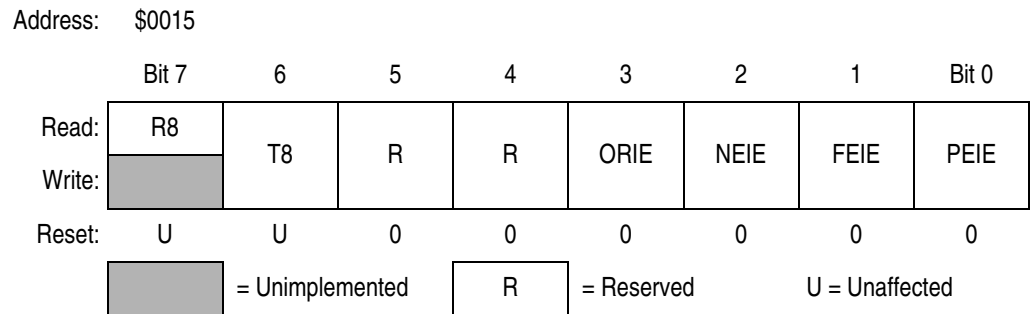 Address: $0015
Bit 7 6 5 4 3 2 1 Bit 0
Read: R8 T8 R R ORIE NEIE FEIE PEIE
Write:
Reset: U U 0 0 0 0 0 0
= Unimplemented R = Reserved U = Unaffected